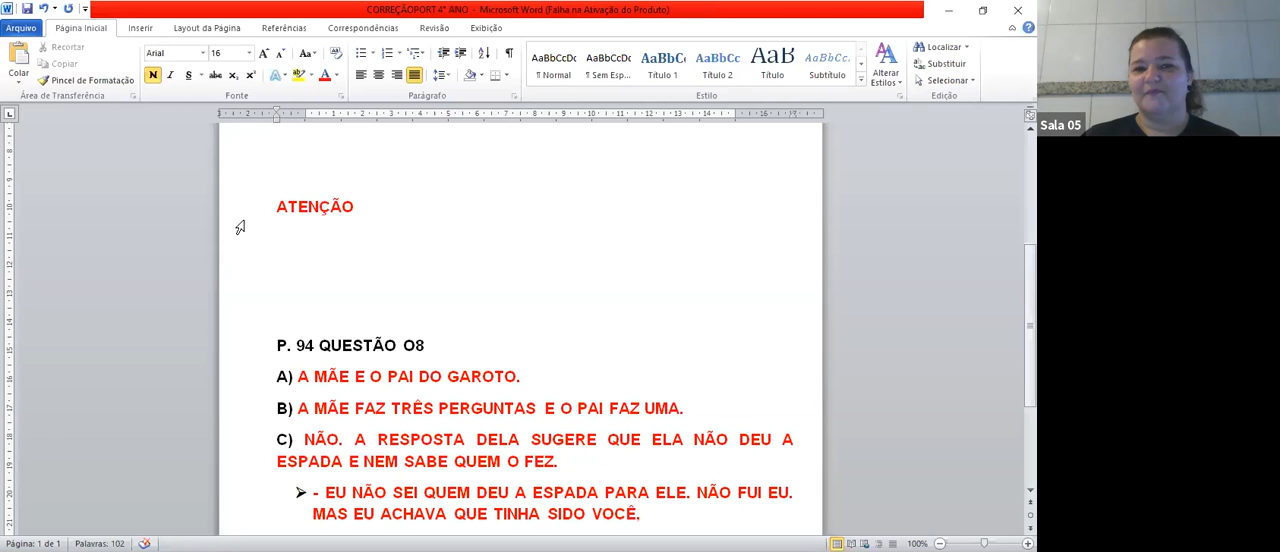 CORREÇÃOPORT 4° ANO - Microsoft Word (Falha na Ativação do Produto)
Arquivo Página Inicial Inserir Layout da Página Referências Correspondências Revisão Exibição
Colar
Recortar
Copiar
Pincel de Formatação
Área de Transferência
Arial 16
Fonte
Parágrafo
AaBbCcDc AaBbCcDc AaBbC AaBbCc AaB AaBbCc.
¶ Normal ¶ Sem Esp... Título 1 Título 2 Título Subtítulo
Alterar Estilos
Estilo
Localizar
Substituir
Selecionar
Edição
Sala 05
ATENÇÃO
P. 94 QUESTÃO O8
A) A MÃE E O PAI DO GAROTO.
B) A MÃE FAZ TRÊS PERGUNTAS E O PAI FAZ UMA.
C) NÃO. A RESPOSTA DELA SUGERE QUE ELA NÃO DEU A
ESPADA E NEM SABE QUEM O FEZ.
➤ - EU NÃO SEI QUEM DEU A ESPADA PARA ELE. NÃO FUI EU.
MAS EU ACHAVA QUE TINHA SIDO VOCÊ.
Página: 1 de 1 Palavras: 102 100%